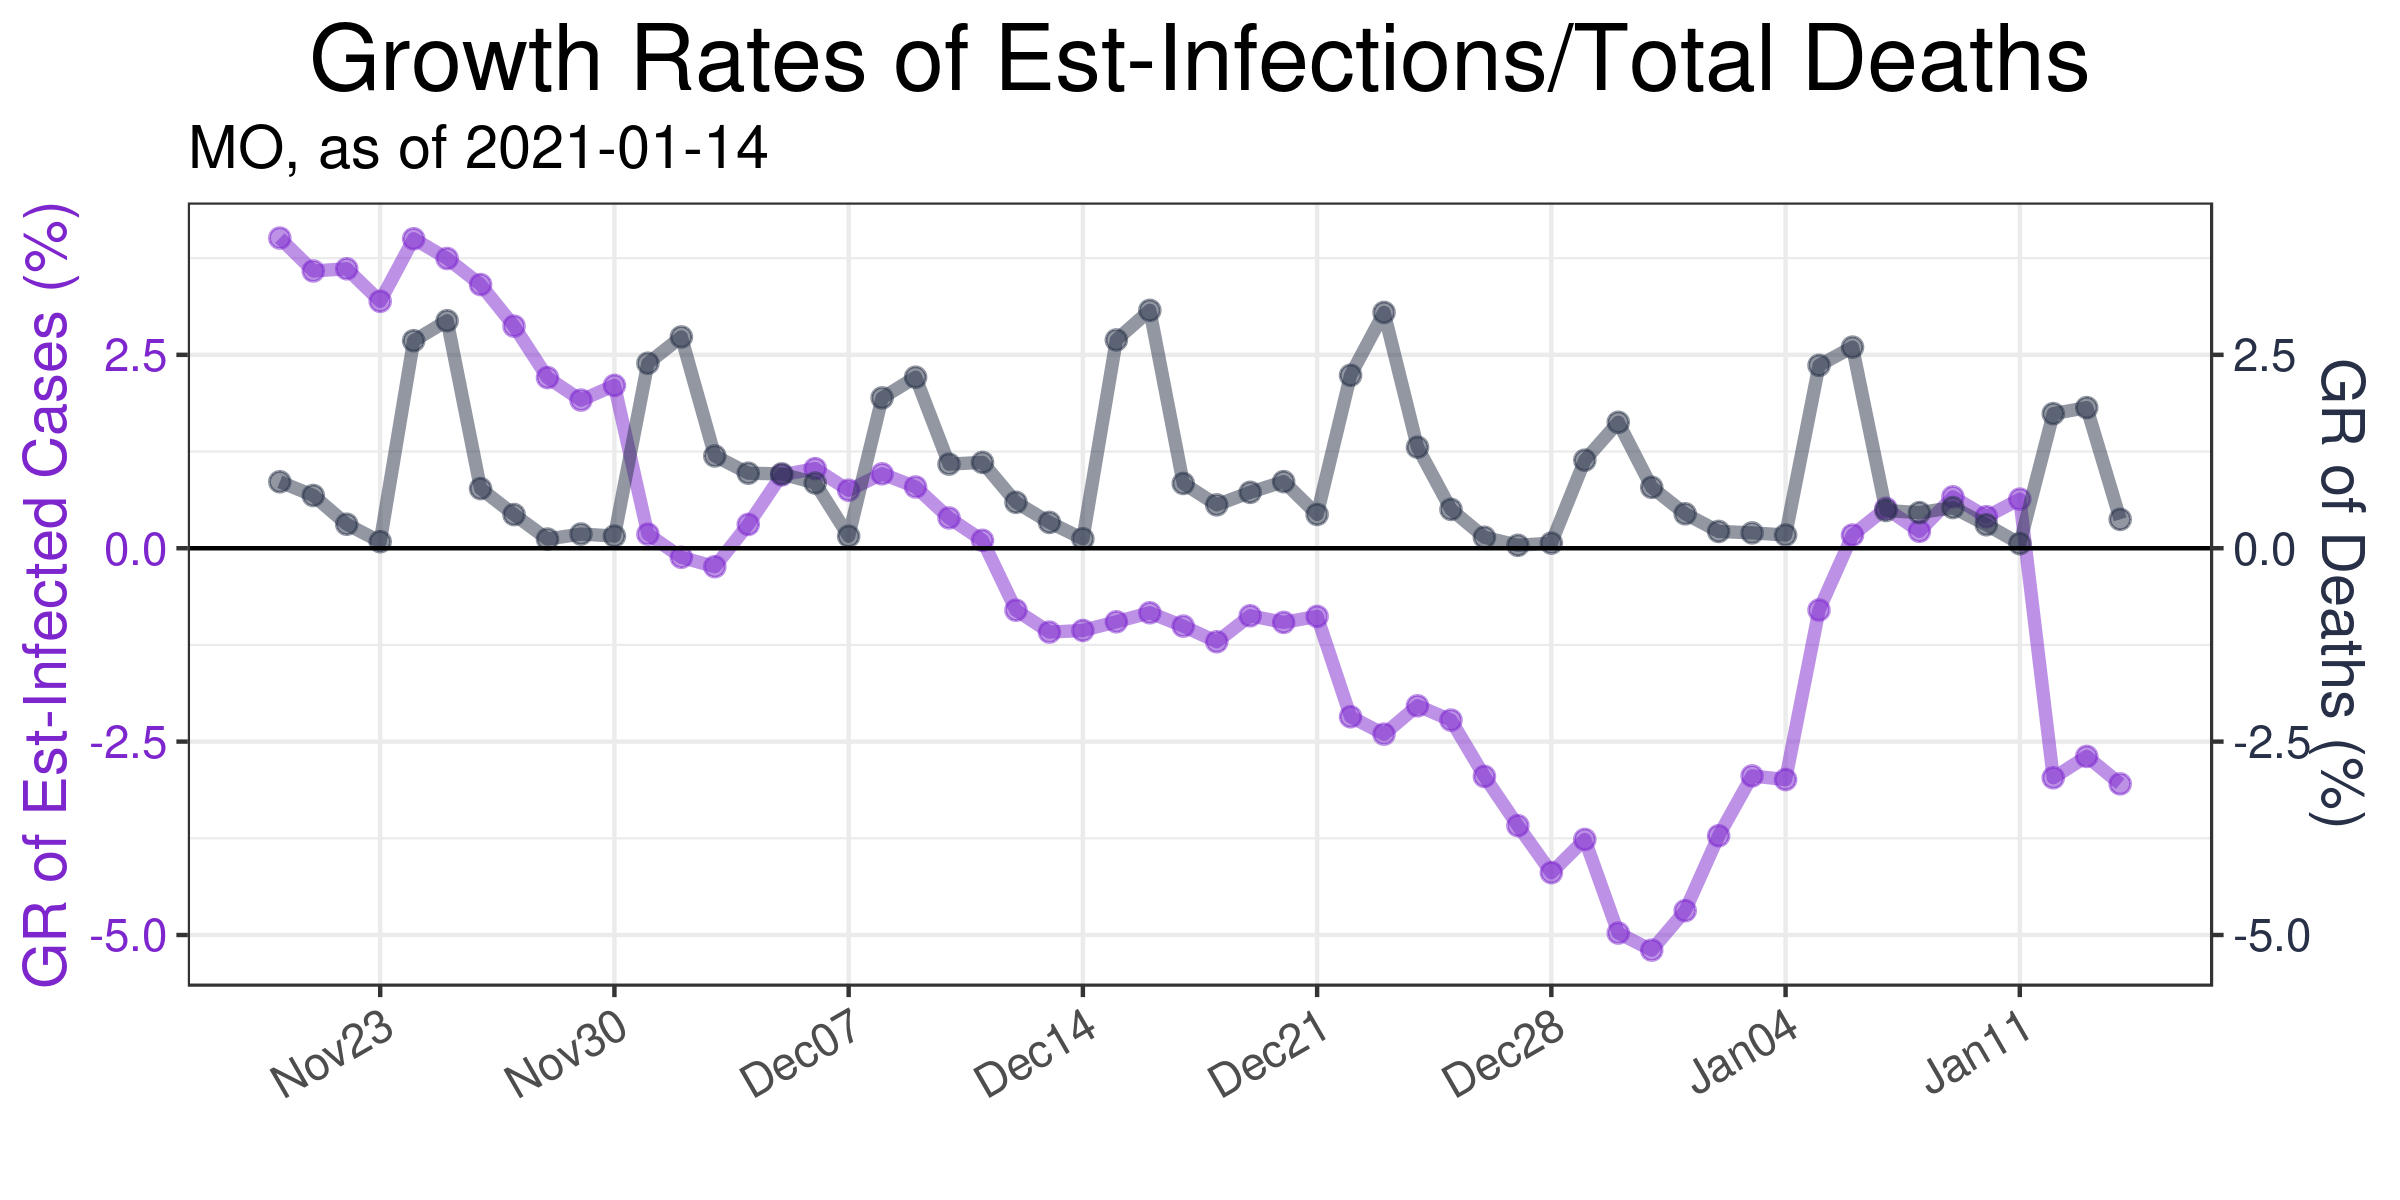 Growth Rates of Est-Infections/Total Deaths
MO, as of 2021-01-14
GR of Est-Infected Cases (%)
2.5
0.0
-2.5
-5.0
2.5
0.0
-2.5
-5.0
GR of Deaths (%)
Nov23
Nov30
Dec07
Dec14
Dec21
Dec28
Jan04
Jan11